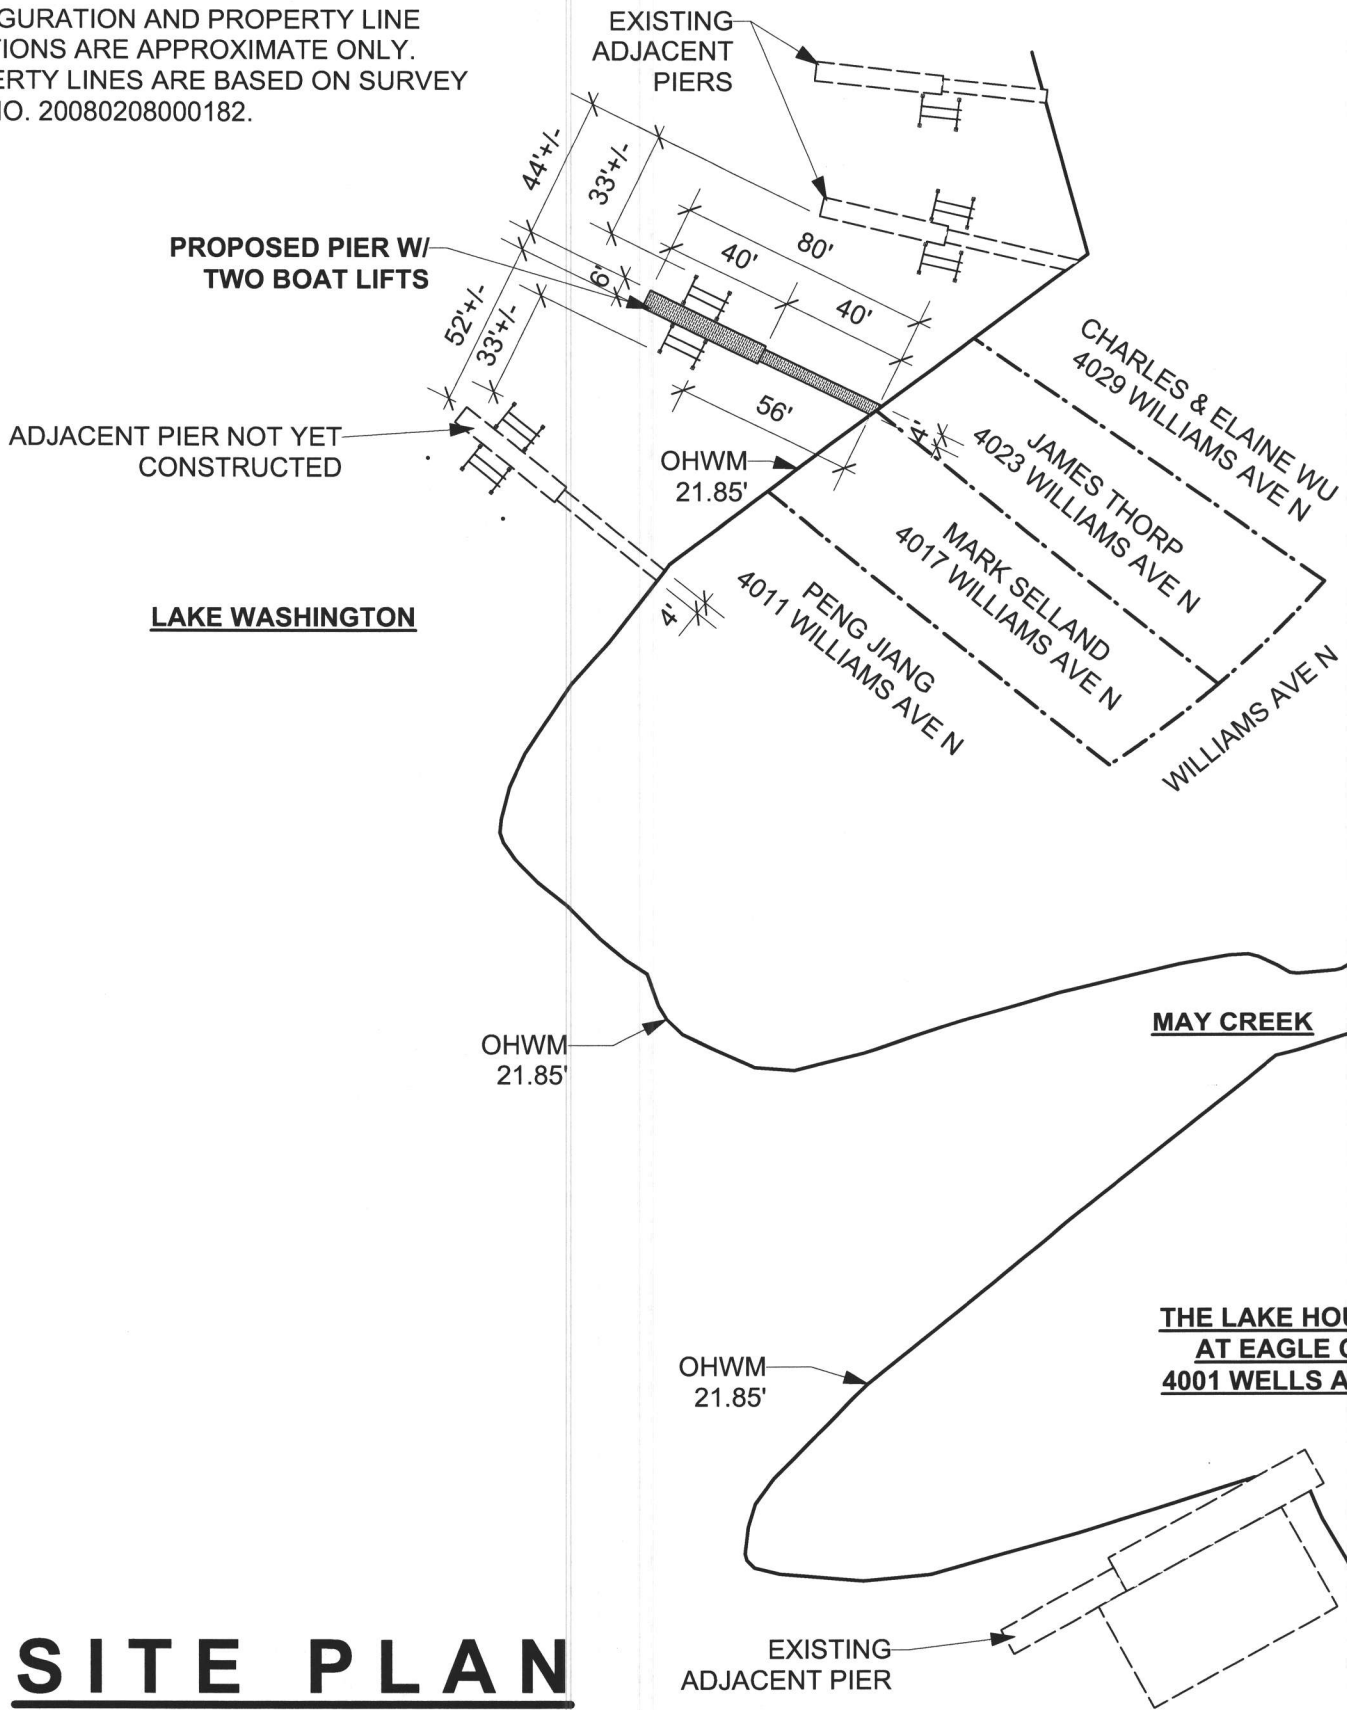 GURATION AND PROPERTY LINE
TIONS ARE APPROXIMATE ONLY.
ERTY LINES ARE BASED ON SURVEY
NO. 20080208000182.
EXISTING
ADJACENT
PIERS
44'+/-
33'+/-
PROPOSED PIER W/
TWO BOAT LIFTS
6'
80'
40'
40'
52'+/-
33'+/-
56'
ADJACENT PIER NOT YET
CONSTRUCTED
OHWM
21.85'
4'
CHARLES & ELAINE WU
4029 WILLIAMS AVE N
JAMES THORP
4023 WILLIAMS AVE N
MARK SELLAND
4017 WILLIAMS AVE N
PENG JIANG
4011 WILLIAMS AVE N
4'
LAKE WASHINGTON
WILLIAMS AVE N
OHWM
21.85'
MAY CREEK
THE LAKE HOU
AT EAGLE
4001 WELLS A
OHWM
21.85'
EXISTING
ADJACENT PIER
SITE PLAN